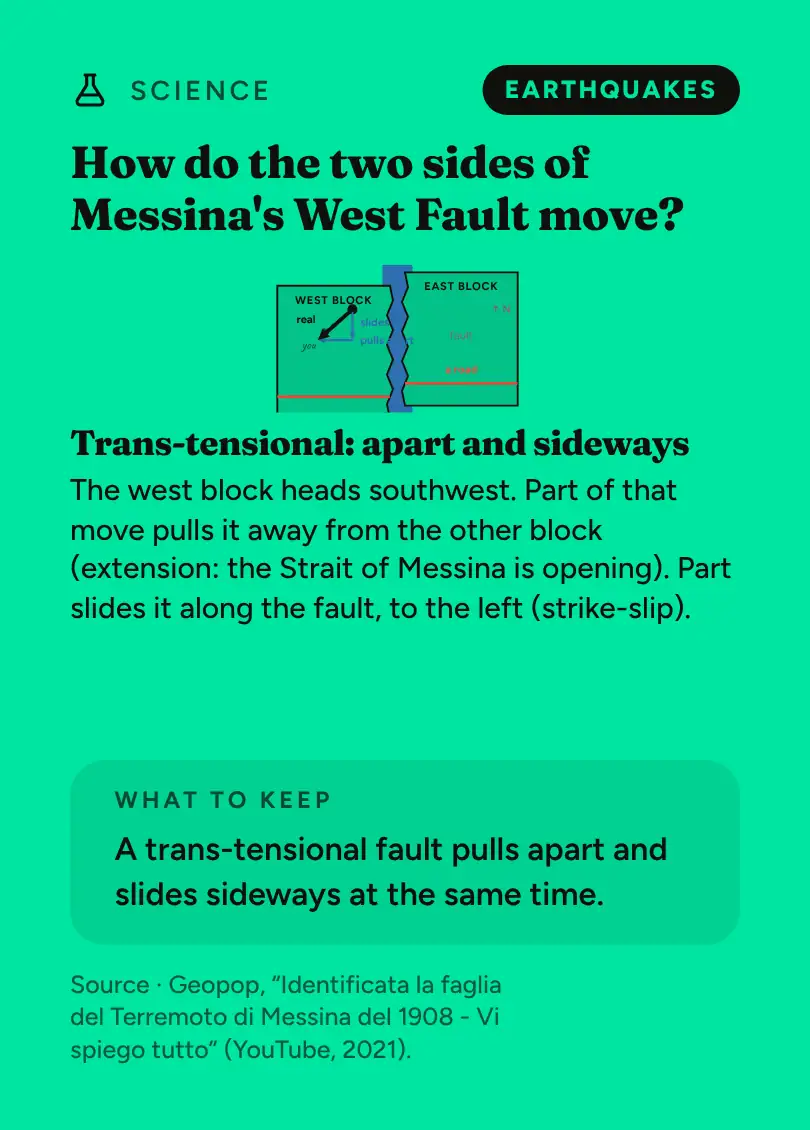 SCIENCE
EARTHQUAKES
How do the two sides of
Messina's West Fault move?
WEST BLOCK
EAST BLOCK
real
slides
↑ N
you
pulls
fault
a road
Trans-tensional: apart and sideways
The west block heads southwest. Part of that
move pulls it away from the other block
(extension: the Strait of Messina is opening). Part
slides it along the fault, to the left (strike-slip).
WHAT TO KEEP
A trans-tensional fault pulls apart and
slides sideways at the same time.
Source · Geopop, “Identificata la faglia
del Terremoto di Messina del 1908 - Vi
spiego tutto” (YouTube, 2021).